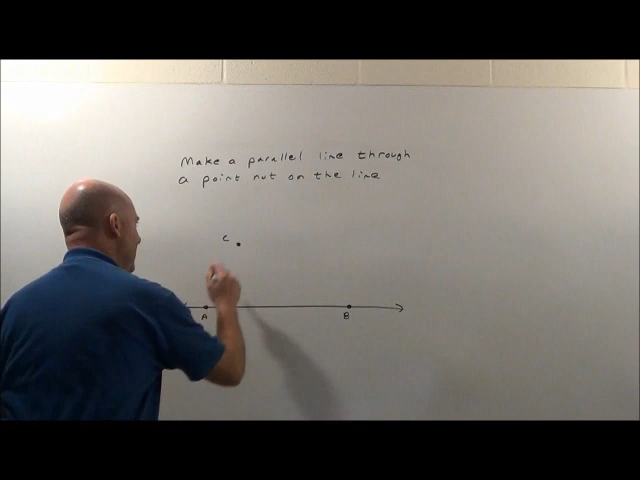 Make a parallel line through
a point not on the line
C
A B